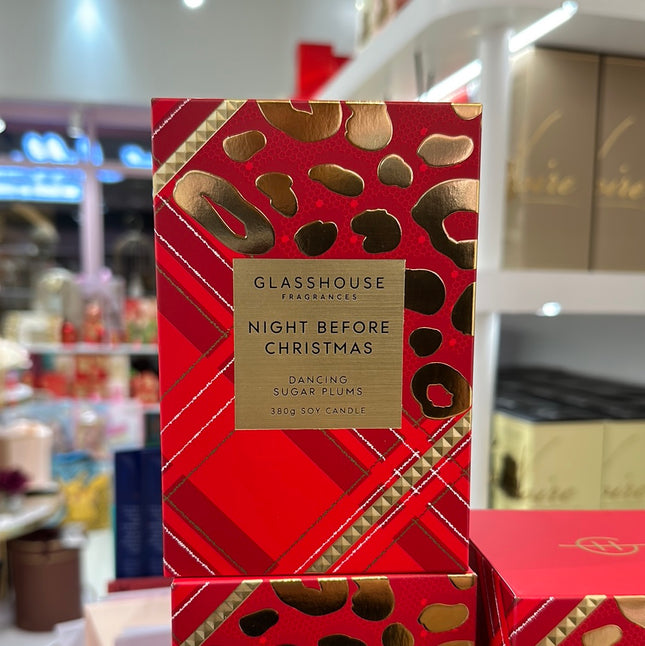 GLASSHOUSE
FRAGRANCES
NIGHT BEFORE
CHRISTMAS
DANCING
SUGAR PLUMS
380g SOY CANDLE